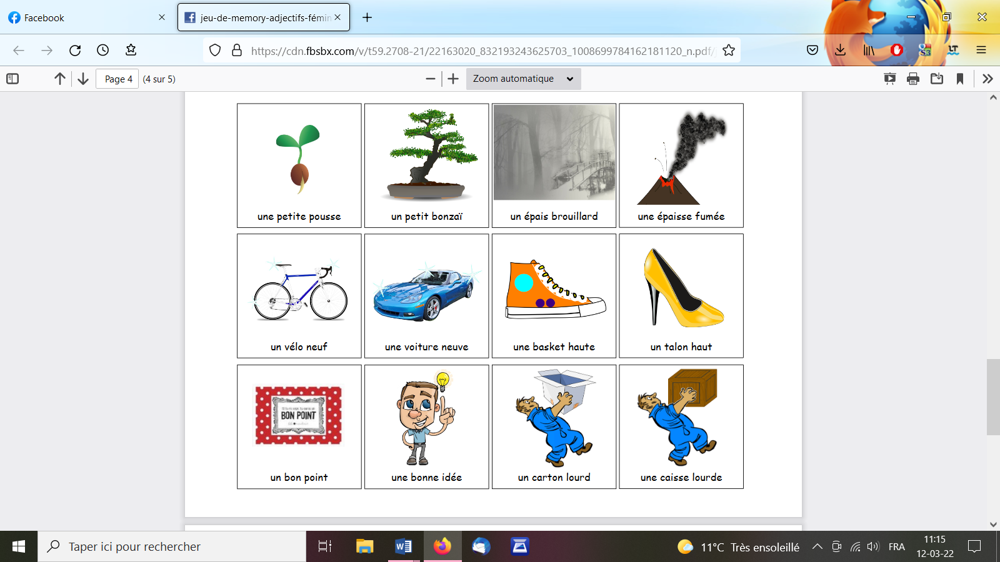 Facebook
jeu-de-memory-adjectifs-fémin
https://cdn.fbsbx.com/v/t59.2708-21/22163020_832193243625703_1008699784162181120_n.pdf/
Page 4
(4 sur 5)
Zoom automatique
une petite pousse
un petit bonzaï
un épais brouillard
une épaisse fumée
un vélo neuf
une voiture neuve
une basket haute
un talon haut
BON POINT
un bon point
une bonne idée
un carton lourd
une caisse lourde
Taper ici pour rechercher
11°C Très ensoleillé
FRA
11:15
12-03-22